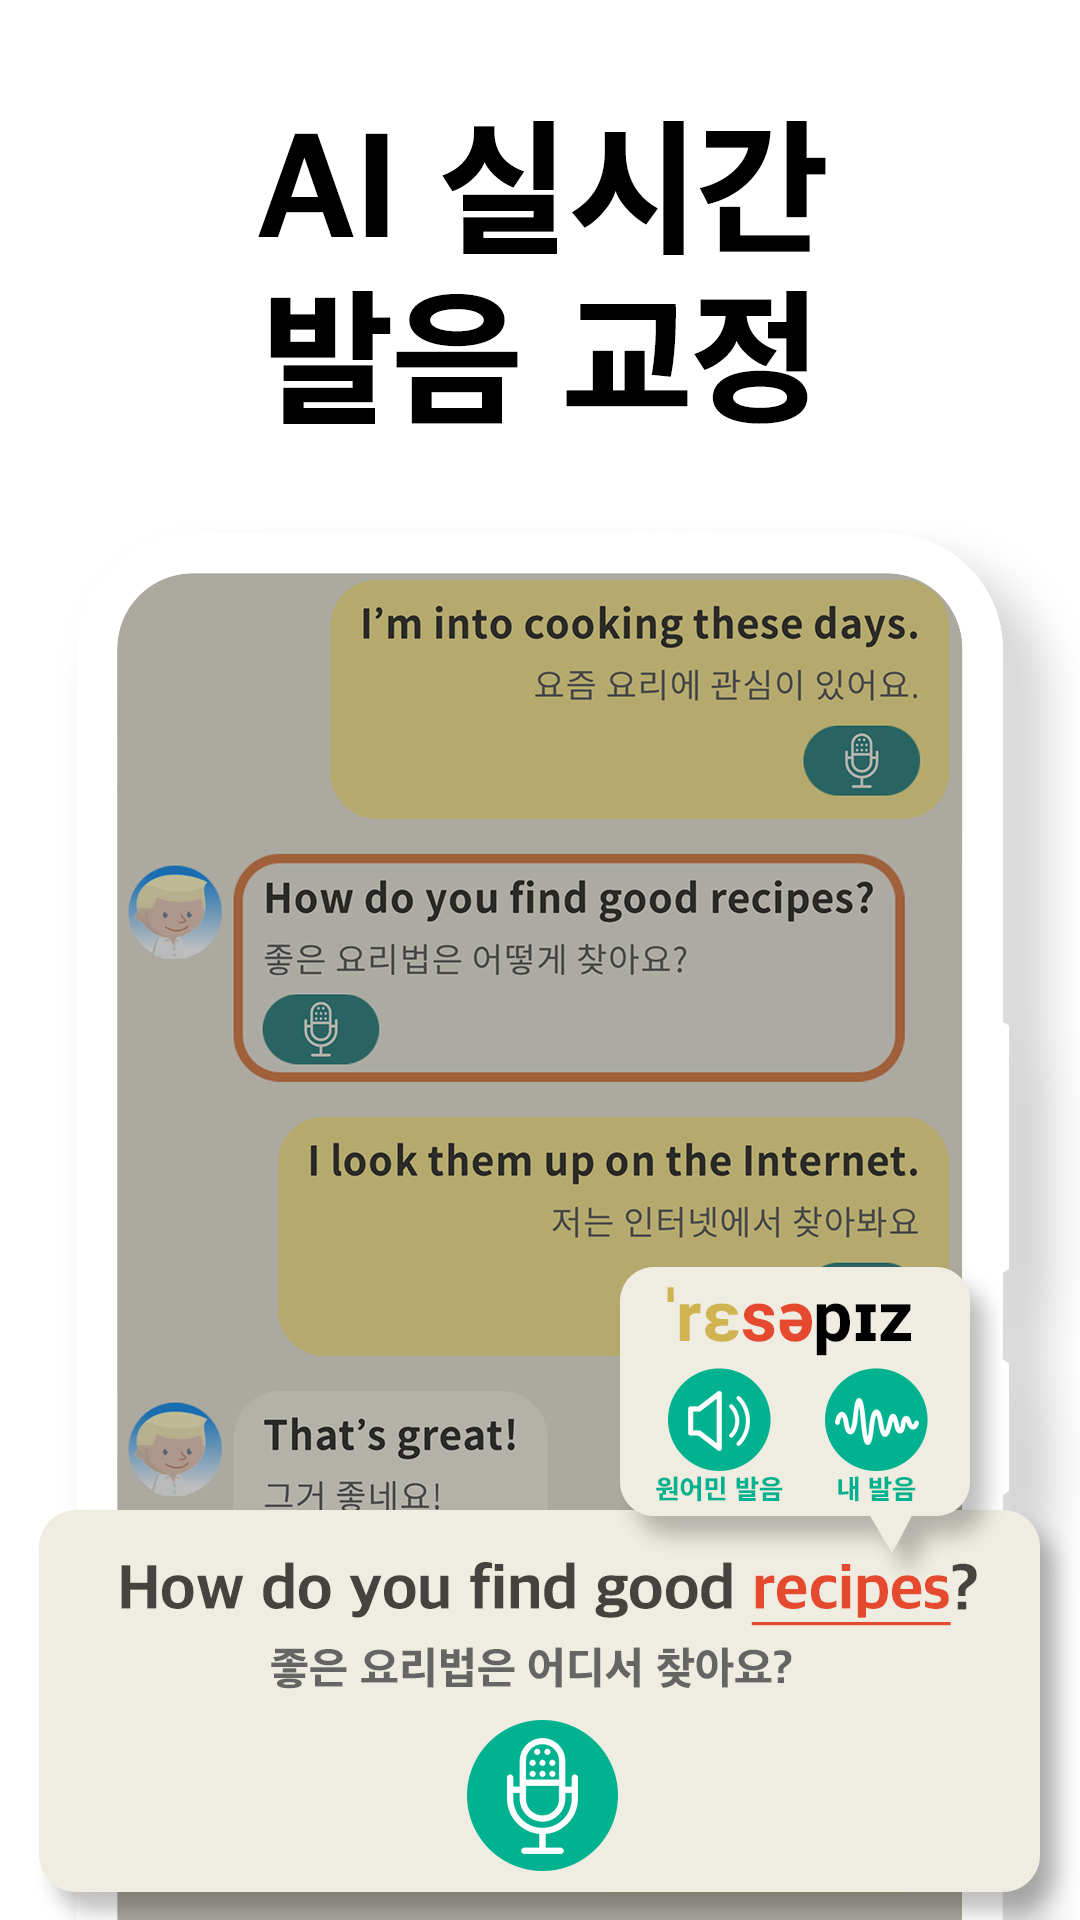 AI 실시간
발음 교정
I’m into cooking these days.
요즘 요리에 관심이 있어요.
How do you find good recipes?
좋은 요리법은 어떻게 찾아요?
I look them up on the Internet.
저는 인터넷에서 찾아봐요
ˈrɛsəpɪz
원어민 발음 내 발음
That’s great!
그거 좋네요!
How do you find good recipes?
좋은 요리법은 어디서 찾아요?